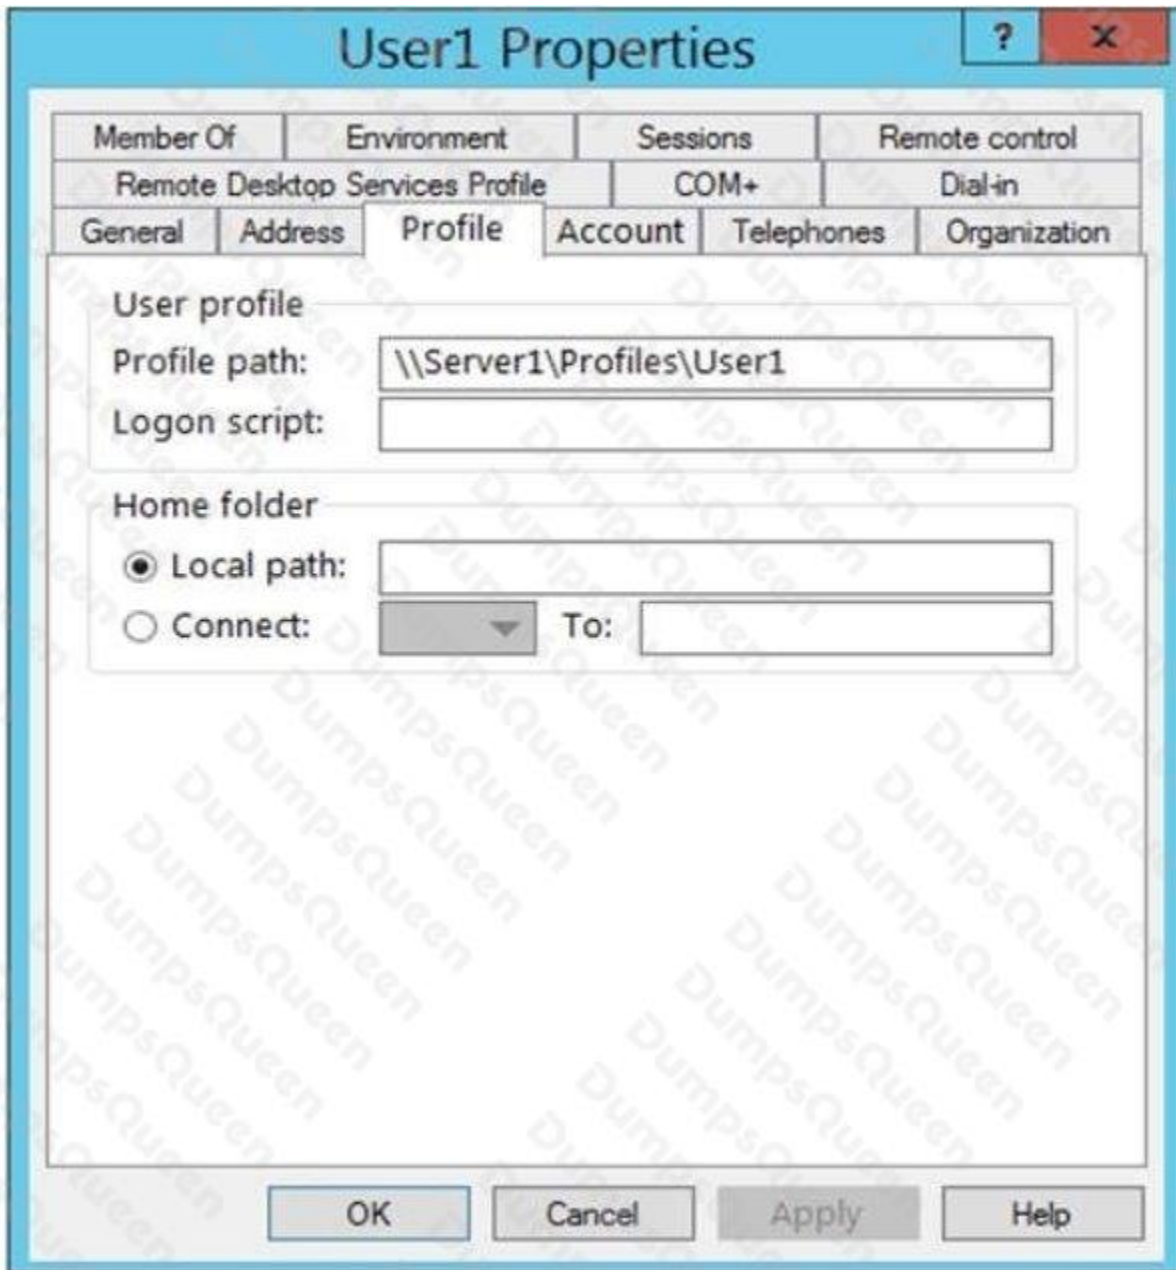 User1 Properties
? x
Member Of Environment Sessions Remote control
Remote Desktop Services Profile COM+ Dial-in
General Address Profile Account Telephones Organization
User profile
Profile path: \\Server1\Profiles\User1
Logon script:
Home folder
Local path:
Connect: To:
OK Cancel Apply Help
DumpsQueen